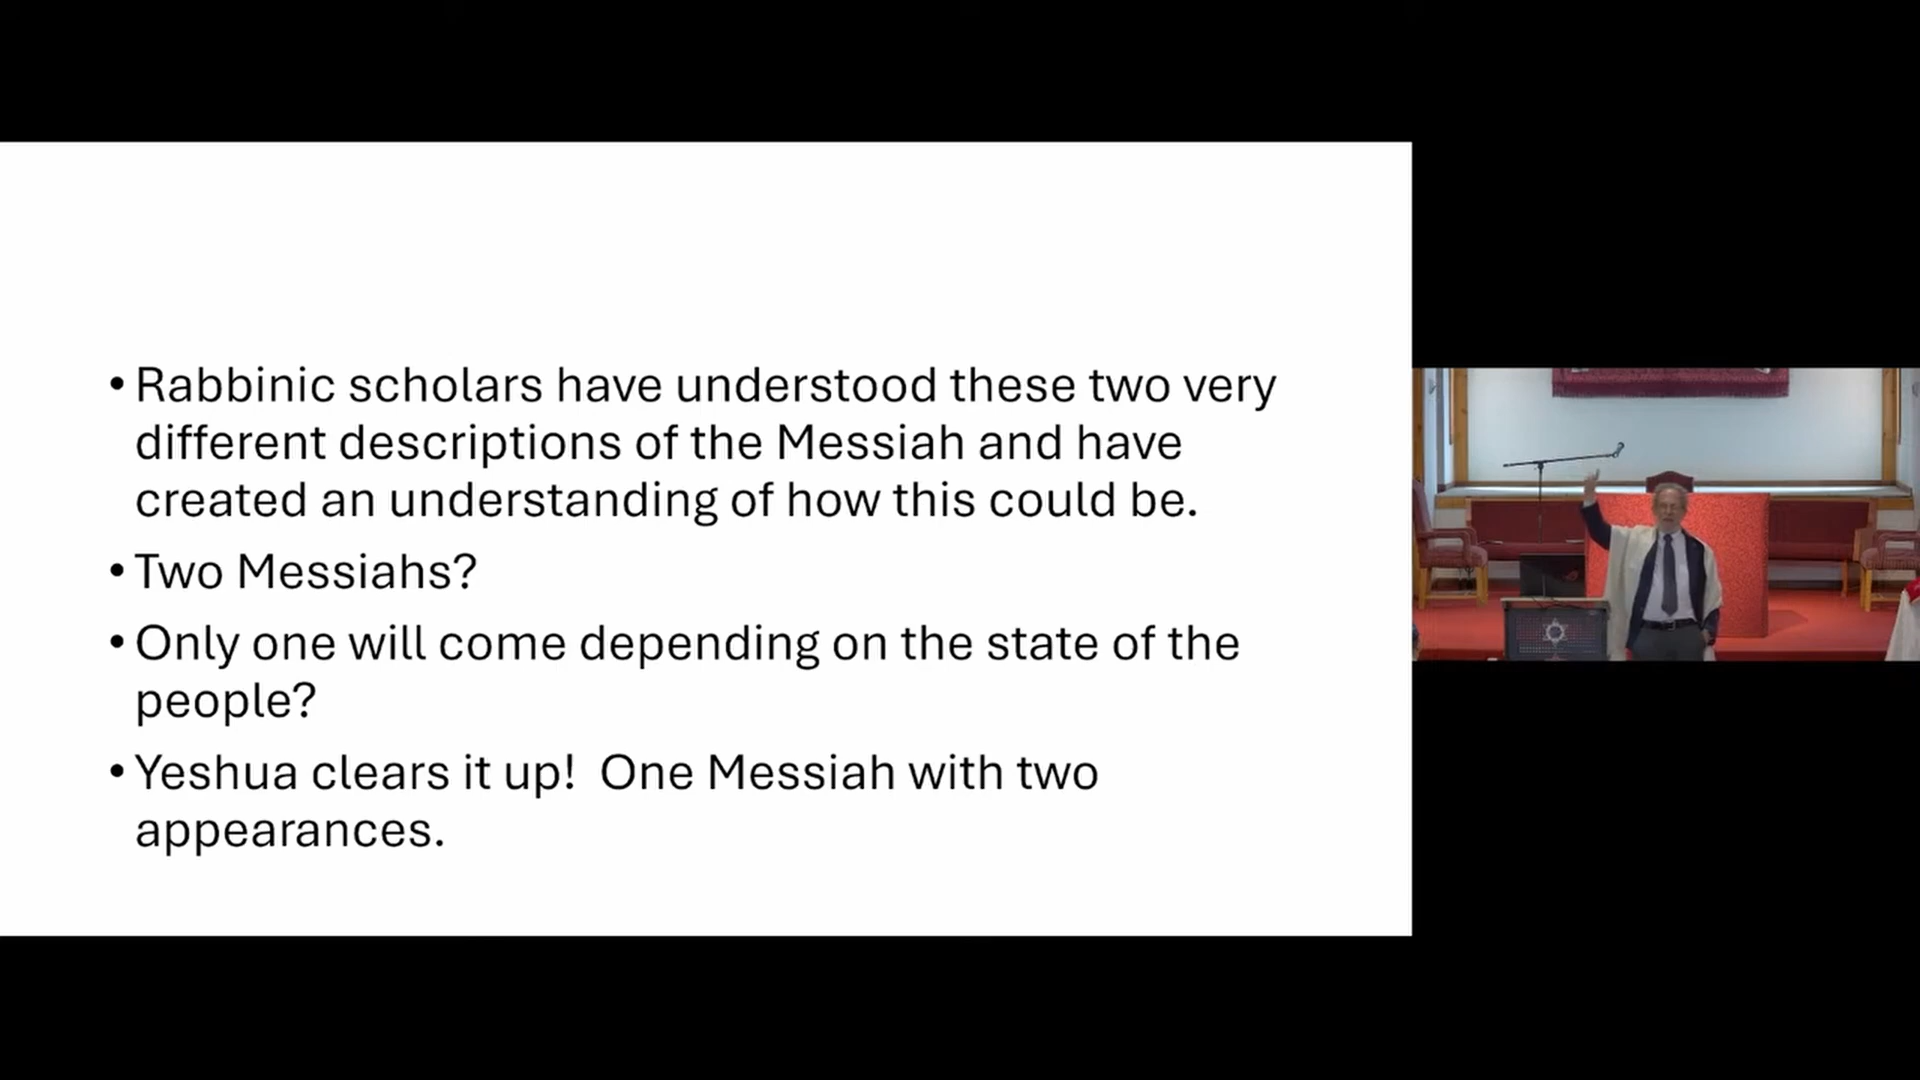 • Rabbinic scholars have understood these two very
different descriptions of the Messiah and have
created an understanding of how this could be.
• Two Messiahs?
• Only one will come depending on the state of the
people?
• Yeshua clears it up!  One Messiah with two
appearances.